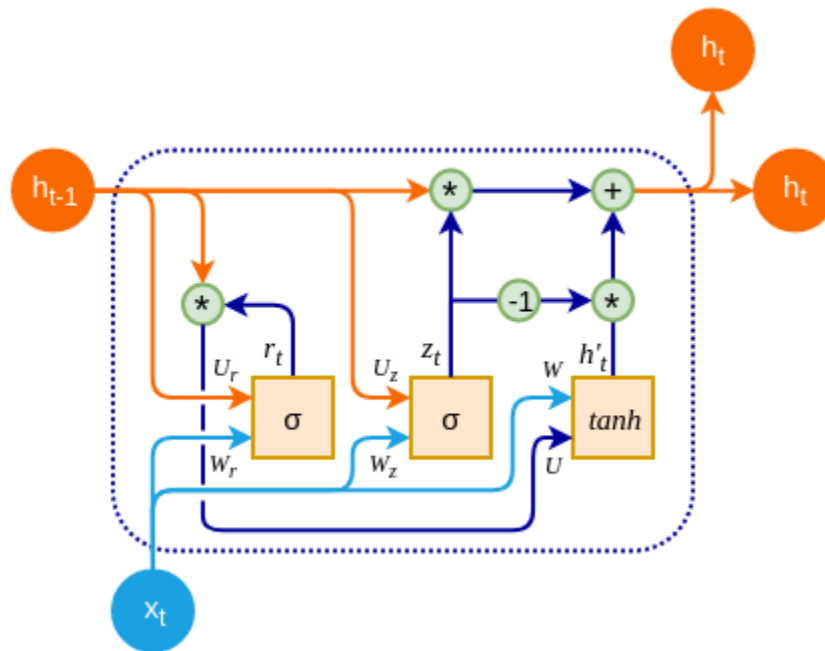 h_t
h_{t-1}
*
+
h_t
*
-1
*
r_t
z_t
h'_t
U_r
U_z
W
σ
σ
tanh
W_r
W_z
U
x_t